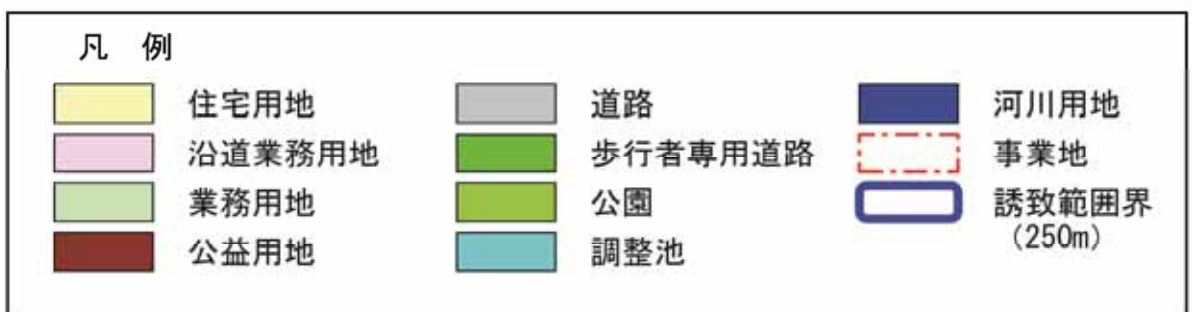 凡 例
住宅用地
沿道業務用地
業務用地
公益用地
道路
歩行者専用道路
公園
調整池
河川用地
事業地
誘致範囲界
(250m)